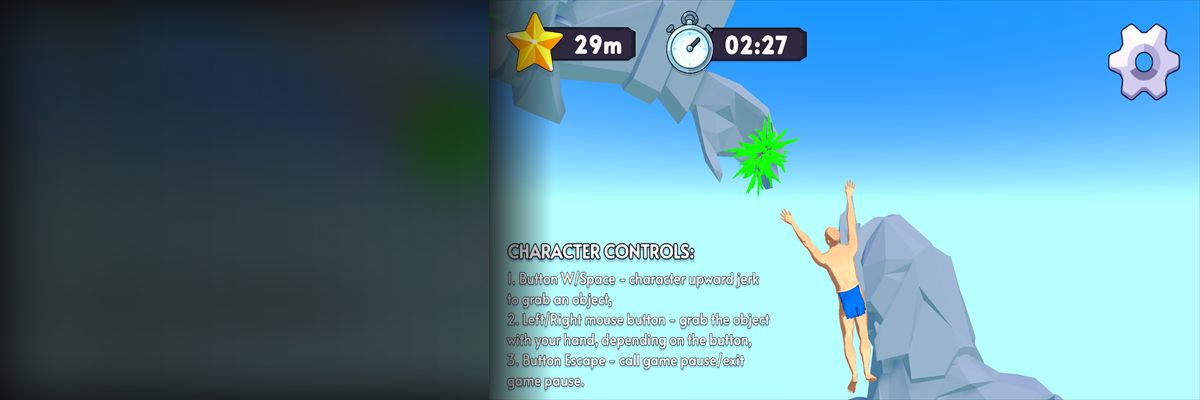 29m
02:27
CHARACTER CONTROLS:
1. Button W/Space - character upward jerk
to grab an object,
2. Left/Right mouse button - grab the object
with your hand, depending on the button,
3. Button Escape - call game pause/exit
game pause.